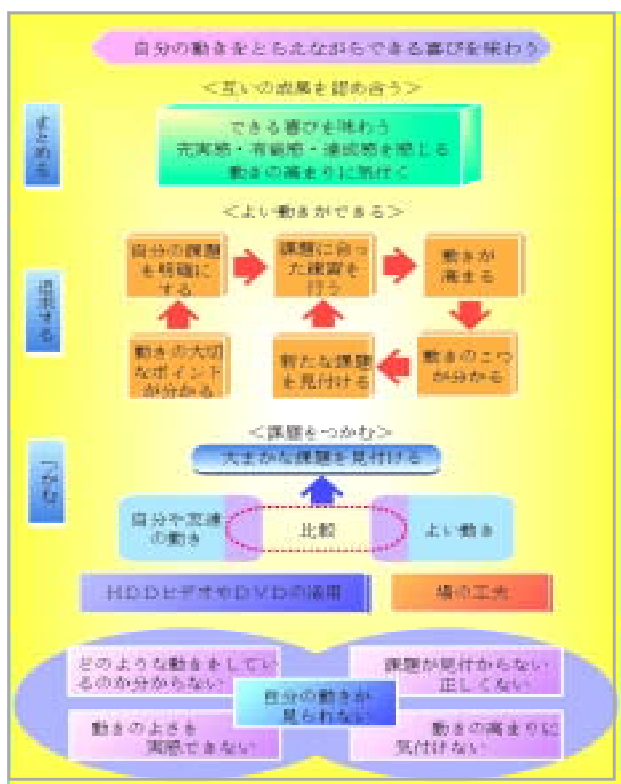 自分の動きをとらえながらできる喜びを味わう
＜互いの成果を認め合う＞
まとめる
できる喜びを味わう
充実感・有能感・達成感を感じる
動きの高まりに気付く
＜よい動きができる＞
追求する
自分の課題
を明確に
する
課題に合っ
た練習を
行う
動きが
高まる
動きの大切
なポイント
が分かる
新たな課題
を見付ける
動きのこつ
が分かる
＜課題をつかむ＞
つかむ
大まかな課題を見付ける
自分や友達
の動き
比較
よい動き
ＨＤＤビデオやＤＶＤの活用
場の工夫
どのような動きをしてい
るのか分からない
課題が見付からない
正しくない
自分の動きが
見られない
動きのよさを
実感できない
動きの高まりに
気付けない